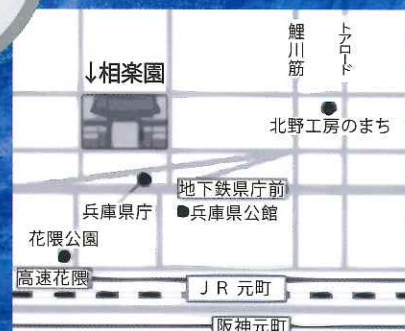 鯉川筋
トアロード
↓相楽園
北野工房のまち
地下鉄県庁前
兵庫県庁
兵庫県公館
花隈公園
高速花隈
JR 元町
阪神元町